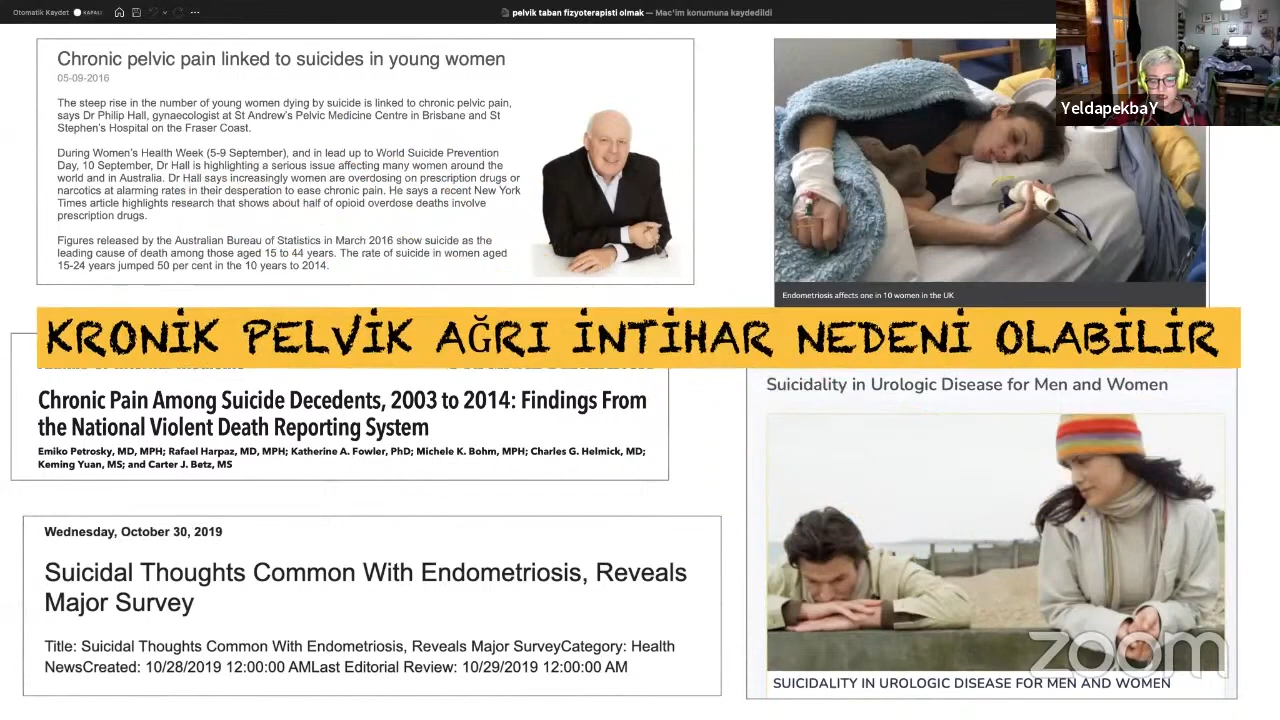 Otomatik Kaydet KAPALI
pelvik taban fizyoterapisti olmak — Mac'im konumuna kaydedildi
Chronic pelvic pain linked to suicides in young women
05-09-2016
The steep rise in the number of young women dying by suicide is linked to chronic pelvic pain,
says Dr Philip Hall, gynaecologist at St Andrew's Pelvic Medicine Centre in Brisbane and St
Stephen's Hospital on the Fraser Coast.
During Women's Health Week (5-9 September), and in lead up to World Suicide Prevention
Day, 10 September, Dr Hall is highlighting a serious issue affecting many women around the
world and in Australia. Dr Hall says increasingly women are overdosing on prescription drugs or
narcotics at alarming rates in their desperation to ease chronic pain. He says a recent New York
Times article highlights research that shows about half of opioid overdose deaths involve
prescription drugs.
Figures released by the Australian Bureau of Statistics in March 2016 show suicide as the
leading cause of death among those aged 15 to 44 years. The rate of suicide in women aged
15-24 years jumped 50 per cent in the 10 years to 2014.
YeldapekbaY
Endometriosis affects one in 10 women in the UK
KRONİK PELVİK AĞRI İNTİHAR NEDENİ OLABİLİR
Chronic Pain Among Suicide Decedents, 2003 to 2014: Findings From
the National Violent Death Reporting System
Emiko Petrosky, MD, MPH; Rafael Harpaz, MD, MPH; Katherine A. Fowler, PhD; Michele K. Bohm, MPH; Charles G. Helmick, MD;
Keming Yuan, MS; and Carter J. Betz, MS
Wednesday, October 30, 2019
Suicidal Thoughts Common With Endometriosis, Reveals
Major Survey
Title: Suicidal Thoughts Common With Endometriosis, Reveals Major SurveyCategory: Health
NewsCreated: 10/28/2019 12:00:00 AMLast Editorial Review: 10/29/2019 12:00:00 AM
Suicidality in Urologic Disease for Men and Women
zoom
SUICIDALITY IN UROLOGIC DISEASE FOR MEN AND WOMEN